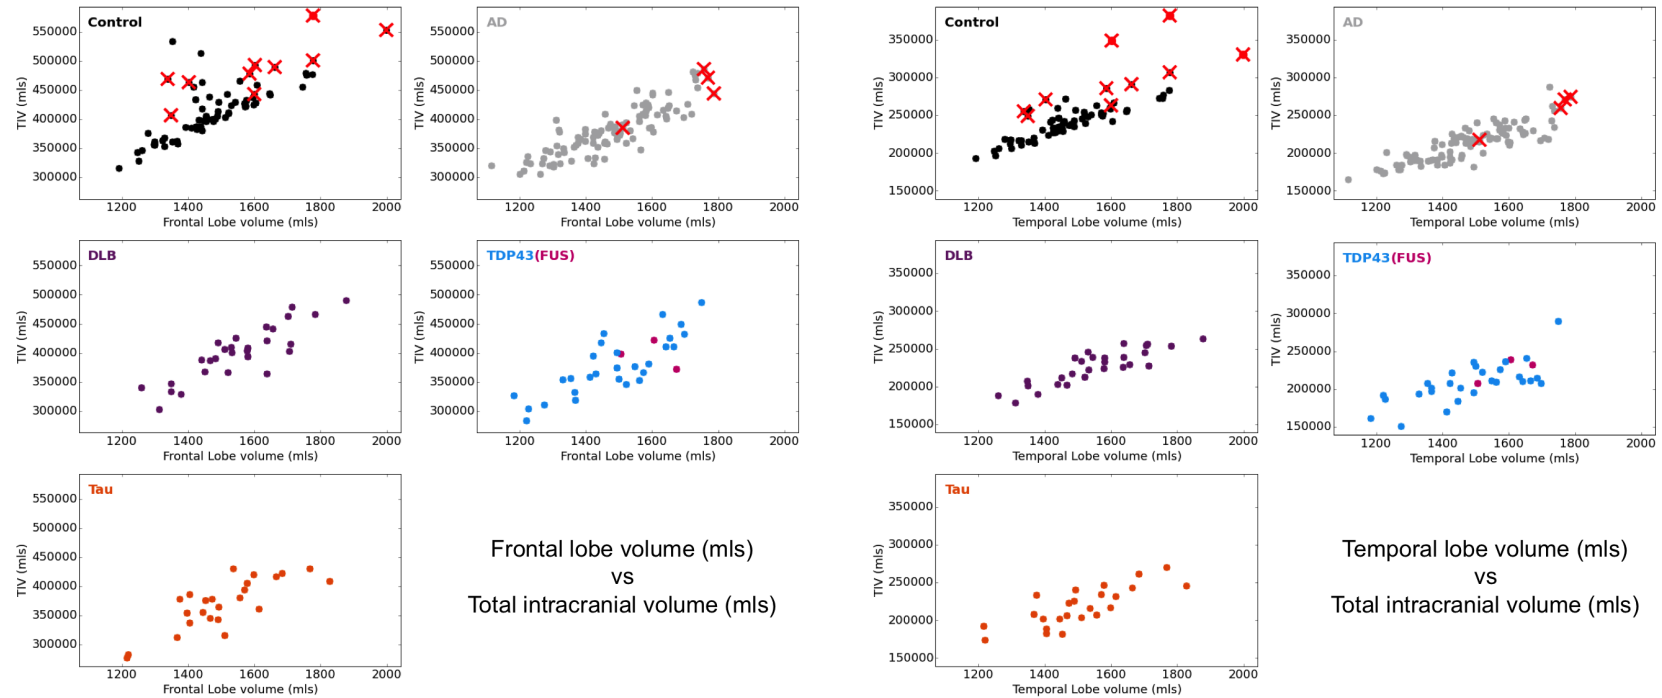 Control
TIV (mls)
550000
500000
450000
400000
350000
300000
1200 1400 1600 1800 2000
Frontal Lobe volume (mls)
AD
TIV (mls)
550000
500000
450000
400000
350000
300000
1200 1400 1600 1800 2000
Frontal Lobe volume (mls)
Control
TIV (mls)
350000
300000
250000
200000
150000
1200 1400 1600 1800 2000
Temporal Lobe volume (mls)
AD
TIV (mls)
350000
300000
250000
200000
150000
1200 1400 1600 1800 2000
Temporal Lobe volume (mls)
DLB
TIV (mls)
550000
500000
450000
400000
350000
300000
1200 1400 1600 1800 2000
Frontal Lobe volume (mls)
TDP43(FUS)
TIV (mls)
550000
500000
450000
400000
350000
300000
1200 1400 1600 1800 2000
Frontal Lobe volume (mls)
DLB
TIV (mls)
350000
300000
250000
200000
150000
1200 1400 1600 1800 2000
Temporal Lobe volume (mls)
TDP43(FUS)
TIV (mls)
350000
300000
250000
200000
150000
1200 1400 1600 1800 2000
Temporal Lobe volume (mls)
Tau
TIV (mls)
550000
500000
450000
400000
350000
300000
1200 1400 1600 1800 2000
Frontal Lobe volume (mls)
Frontal lobe volume (mls)
vs
Total intracranial volume (mls)
Tau
TIV (mls)
350000
300000
250000
200000
150000
1200 1400 1600 1800 2000
Temporal Lobe volume (mls)
Temporal lobe volume (mls)
vs
Total intracranial volume (mls)